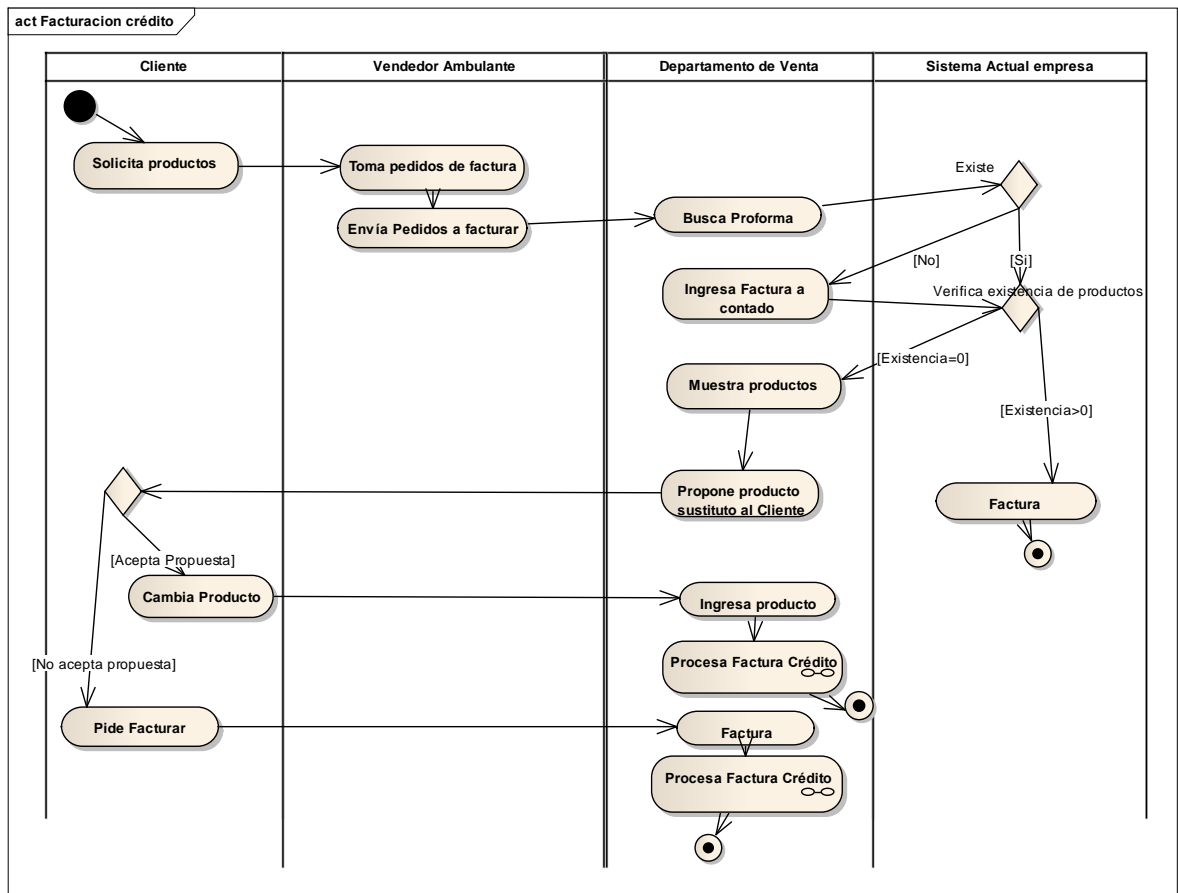 act Facturacion crédito
Cliente
Vendedor Ambulante
Departamento de Venta
Sistema Actual empresa
Solicita productos
Toma pedidos de factura
Envía Pedidos a facturar
Busca Proforma
Existe
[No]
[Si]
Ingresa Factura a
contado
Verifica existencia de productos
[Existencia=0]
Muestra productos
[Existencia>0]
Propone producto
sustituto al Cliente
Factura
[Acepta Propuesta]
Cambia Producto
Ingresa producto
[No acepta propuesta]
Procesa Factura Crédito
Pide Facturar
Factura
Procesa Factura Crédito